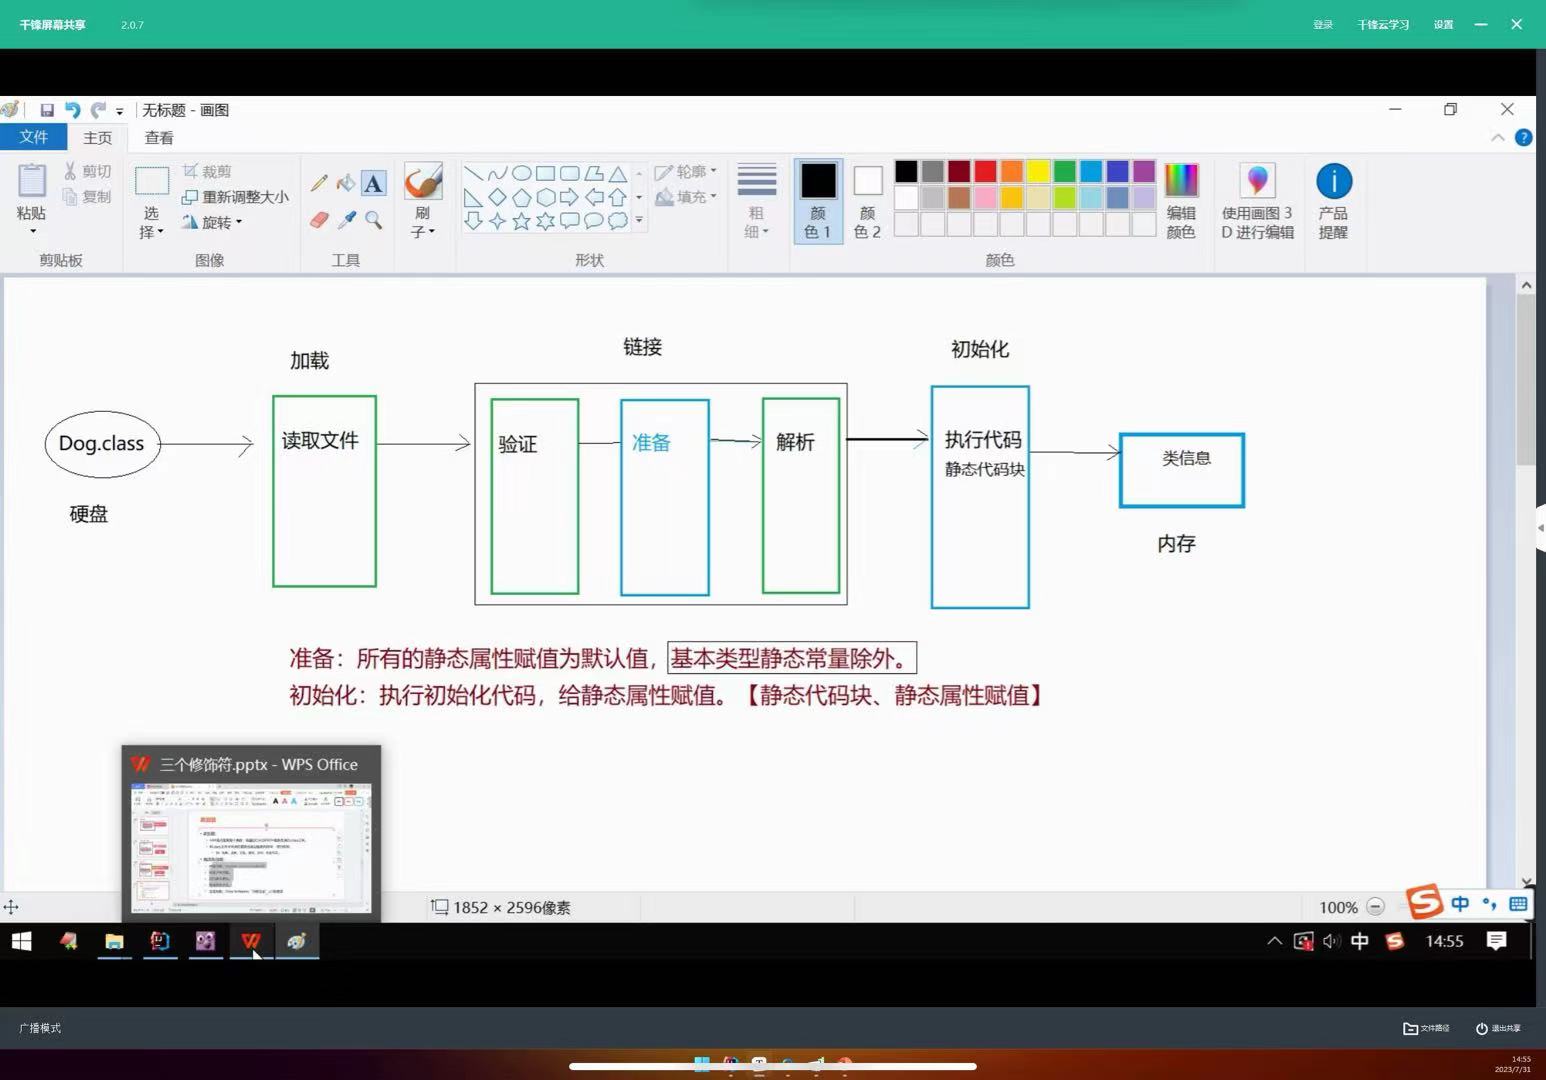 千锋屏幕共享 2.0.7 登录 千锋云学习 设置
无标题 - 画图
文件 主页 查看
粘贴 剪切 复制 剪贴板
选择 裁剪 重新调整大小 旋转 图像
A
工具
刷子
轮廓 填充 形状
粗细
颜色 1
颜色 2
编辑颜色
颜色
使用画图 3D 进行编辑
产品提醒
加载 链接 初始化
Dog.class 读取文件 验证 准备 解析 执行代码 类信息
静态代码块
硬盘 内存
准备：所有的静态属性赋值为默认值，基本类型静态常量除外。
初始化：执行初始化代码，给静态属性赋值。【静态代码块、静态属性赋值】
三个修饰符.pptx - WPS Office
1852 × 2596像素 100%
中
中 14:55
广播模式 文件路径 退出共享
14:55
2023/7/31